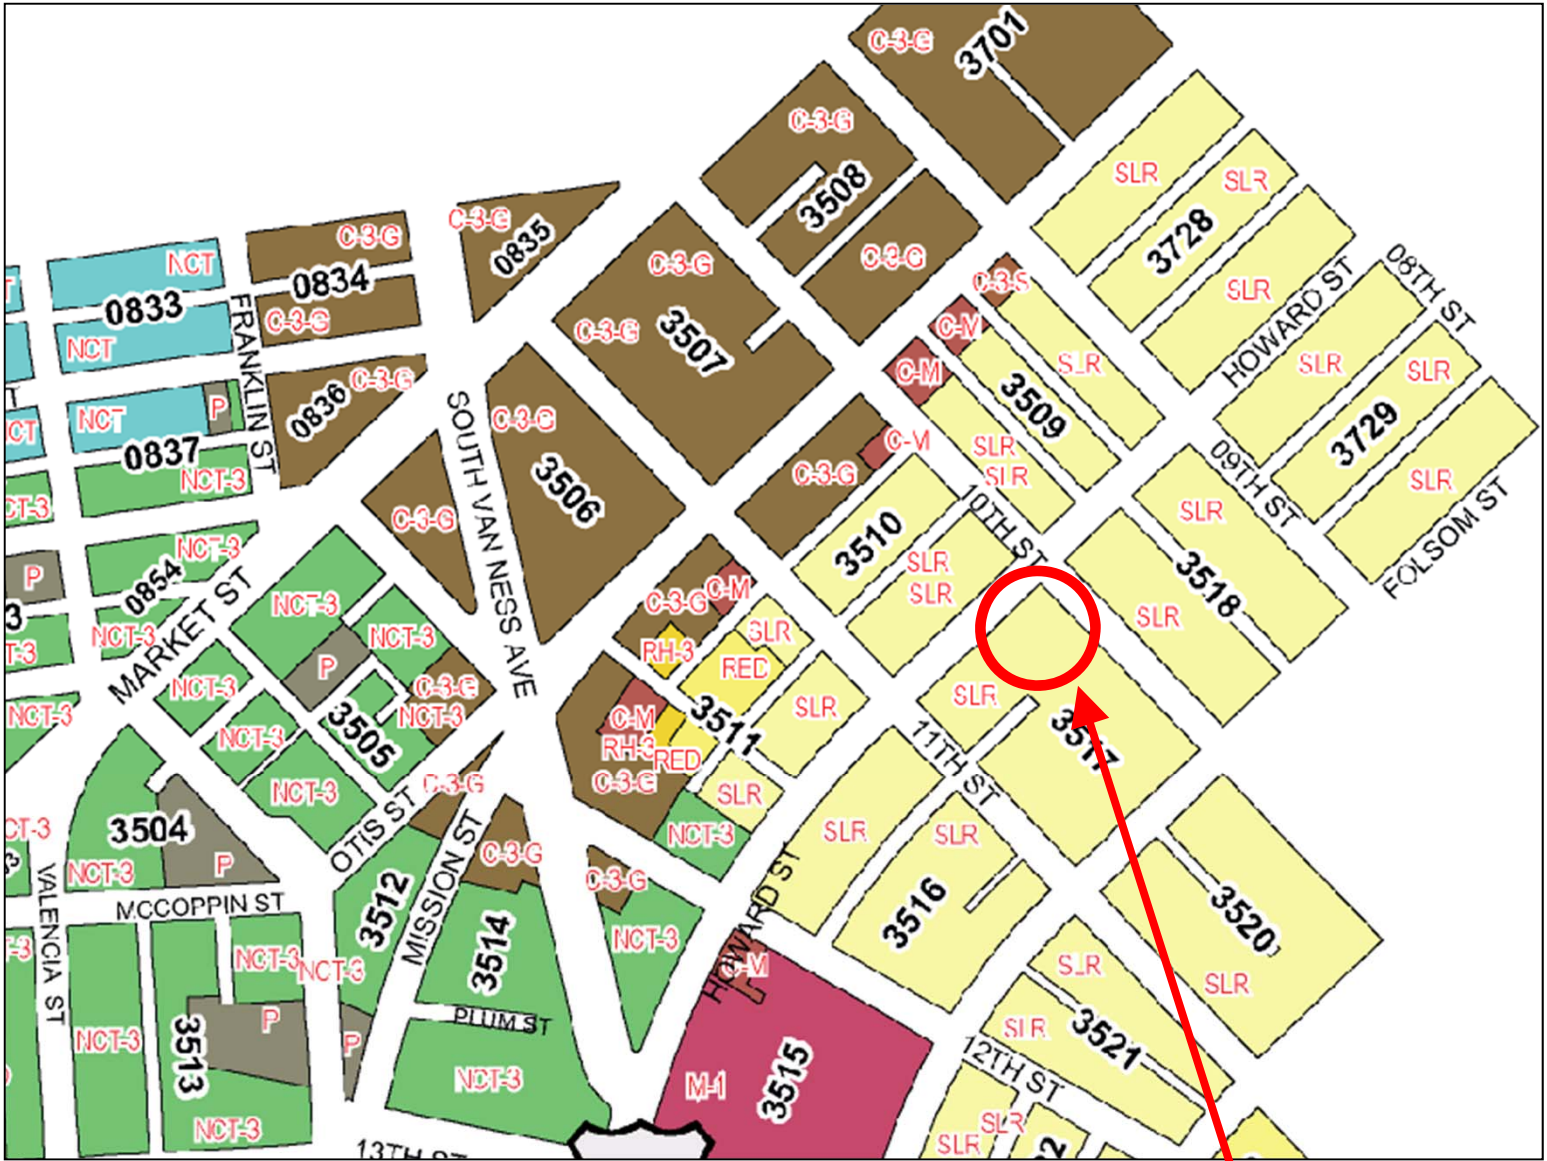 C-3-G
3701
C-3-G
3508
C-3-G
SLR
SLR
3728
SLR
C-3-G
0835
C-3-G
C-3-G
3507
NCT
0833
NCT
C-3-G
0834
C-3-G
FRANKLIN ST
C-3-S
C-M
C-M
SLR
3509
SLR
SLR
HOWARD ST
08TH ST
SLR
SLR
3729
SLR
09TH ST
FOLSOM ST
NCT
P
0837
NCT-3
C-3-G
0836
C-3-G
3506
SOUTH VAN NESS AVE
C-3-G
C-M
C-3-G
3510
10TH ST
SLR
SLR
SLR
3518
SLR
P
NCT-3
0854
NCT-3
MARKET ST
NCT-3
NCT-3
P
NCT-3
C-3-G
NCT-3
3505
NCT-3
NCT-3
NCT-3
C-3-G
C-M
RH-3
SLR
RED
C-M
3511
RH-3
RED
C-3-G
SLR
SLR
NCT-3
SLR
3517
11TH ST
C-3-G
OTIS ST
3504
P
NCT-3
VALENCIA ST
MCCOPPIN ST
3512
MISSION ST
C-3-G
C-3-G
NCT-3
3514
HOWARD ST
C-M
SLR
SLR
3516
3520
SLR
SLR
SLR
3521
12TH ST
NCT-3
NCT-3
NCT-3
P
3513
P
NCT-3
PLUM ST
NCT-3
M-1
3515
SLR
SLR
13TH ST